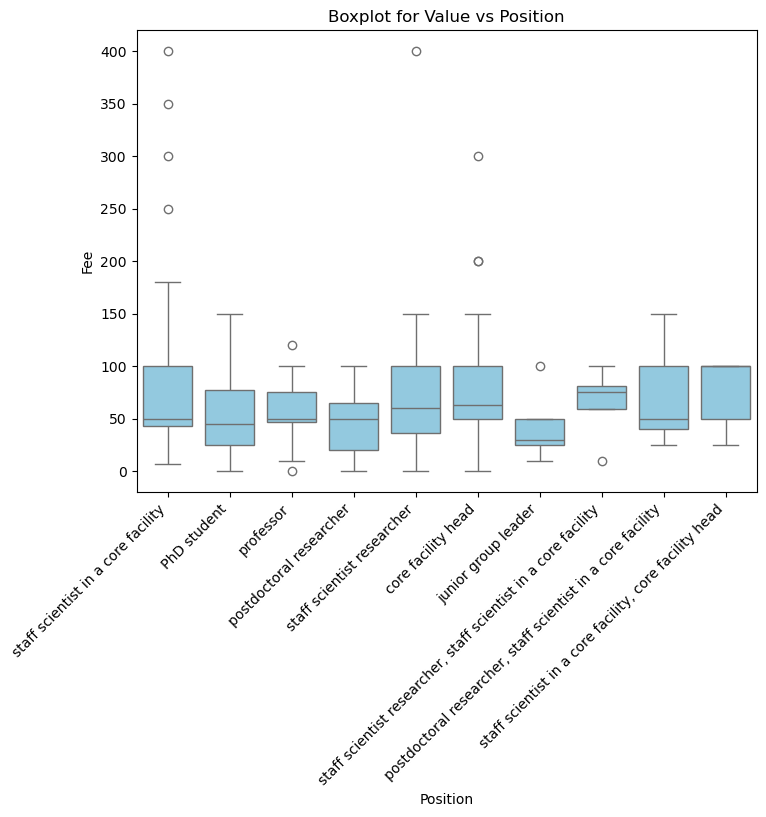 Boxplot for Value vs Position
Fee
400
350
300
250
200
150
100
50
0
staff scientist in a core facility
PhD student
professor
postdoctoral researcher
staff scientist researcher
core facility head
junior group leader
staff scientist researcher, staff scientist in a core facility
postdoctoral researcher, staff scientist in a core facility
staff scientist in a core facility, core facility head
Position